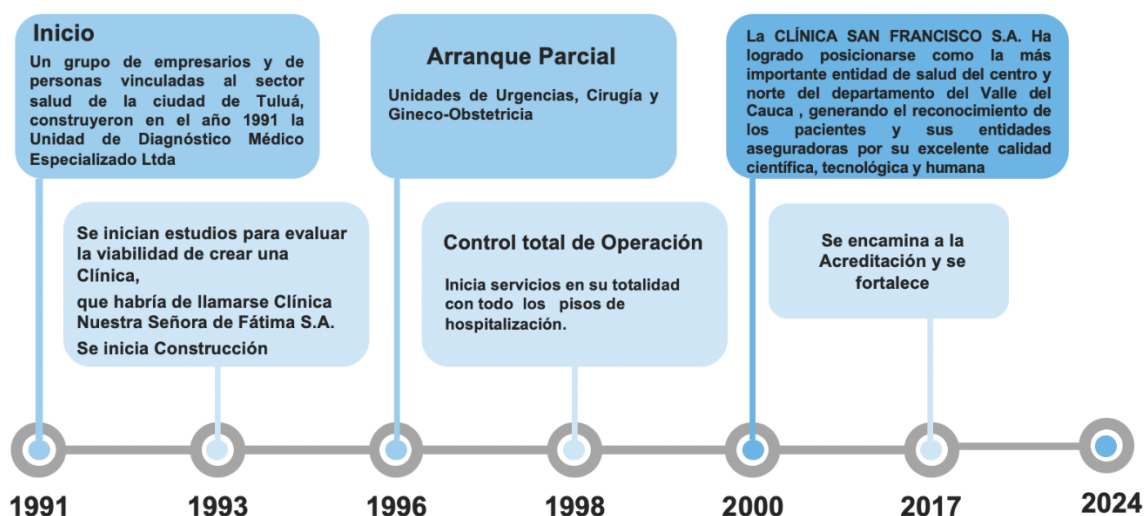 Inicio
Un grupo de empresarios y de
personas vinculadas al sector
salud de la ciudad de Tuluá,
construyeron en el año 1991 la
Unidad de Diagnóstico Médico
Especializado Ltda
Se inician estudios para evaluar
la viabilidad de crear una
Clínica,
que habría de llamarse Clínica
Nuestra Señora de Fátima S.A.
Se inicia Construcción
Arranque Parcial
Unidades de Urgencias, Cirugía y
Gineco-Obstetricia
Control total de Operación
Inicia servicios en su totalidad
con todo los pisos de
hospitalización.
La CLÍNICA SAN FRANCISCO S.A. Ha
logrado posicionarse como la más
importante entidad de salud del centro y
norte del departamento del Valle del
Cauca , generando el reconocimiento de
los pacientes y sus entidades
aseguradoras por su excelente calidad
científica, tecnológica y humana
Se encamina a la
Acreditación y se
fortalece
1991
1993
1996
1998
2000
2017
2024